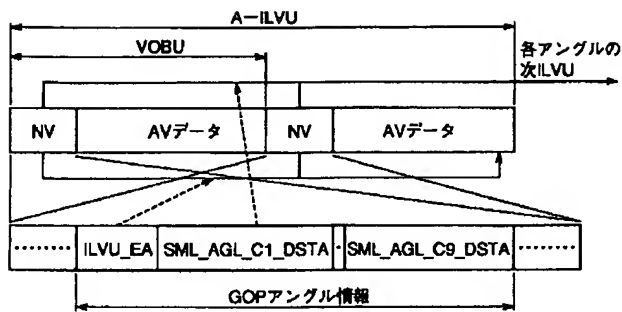 A－ILVU
VOBU
各アングルの
次ILVU
NV AVデータ NV AVデータ
‥‥‥‥ ILVU_EA SML_AGL_C1_DSTA ・ SML_AGL_C9_DSTA ‥‥‥‥
GOPアングル情報